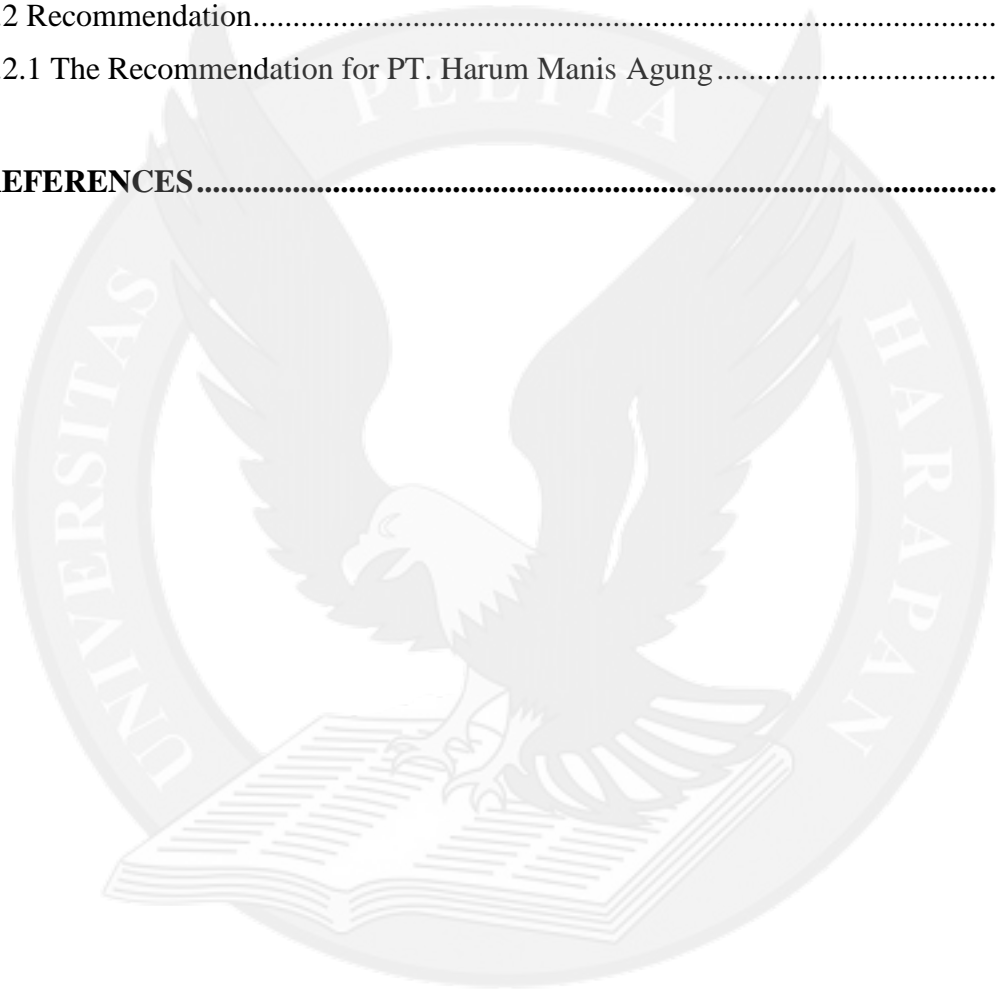 .2 Recommendation
.2.1 The Recommendation for PT. Harum Manis Agung
EFERENCES
UNIVERSITAS PELITA HARAPAN